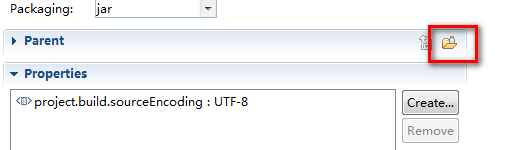 Packaging: jar
Parent
Properties
project.build.sourceEncoding : UTF-8
Create...
Remove